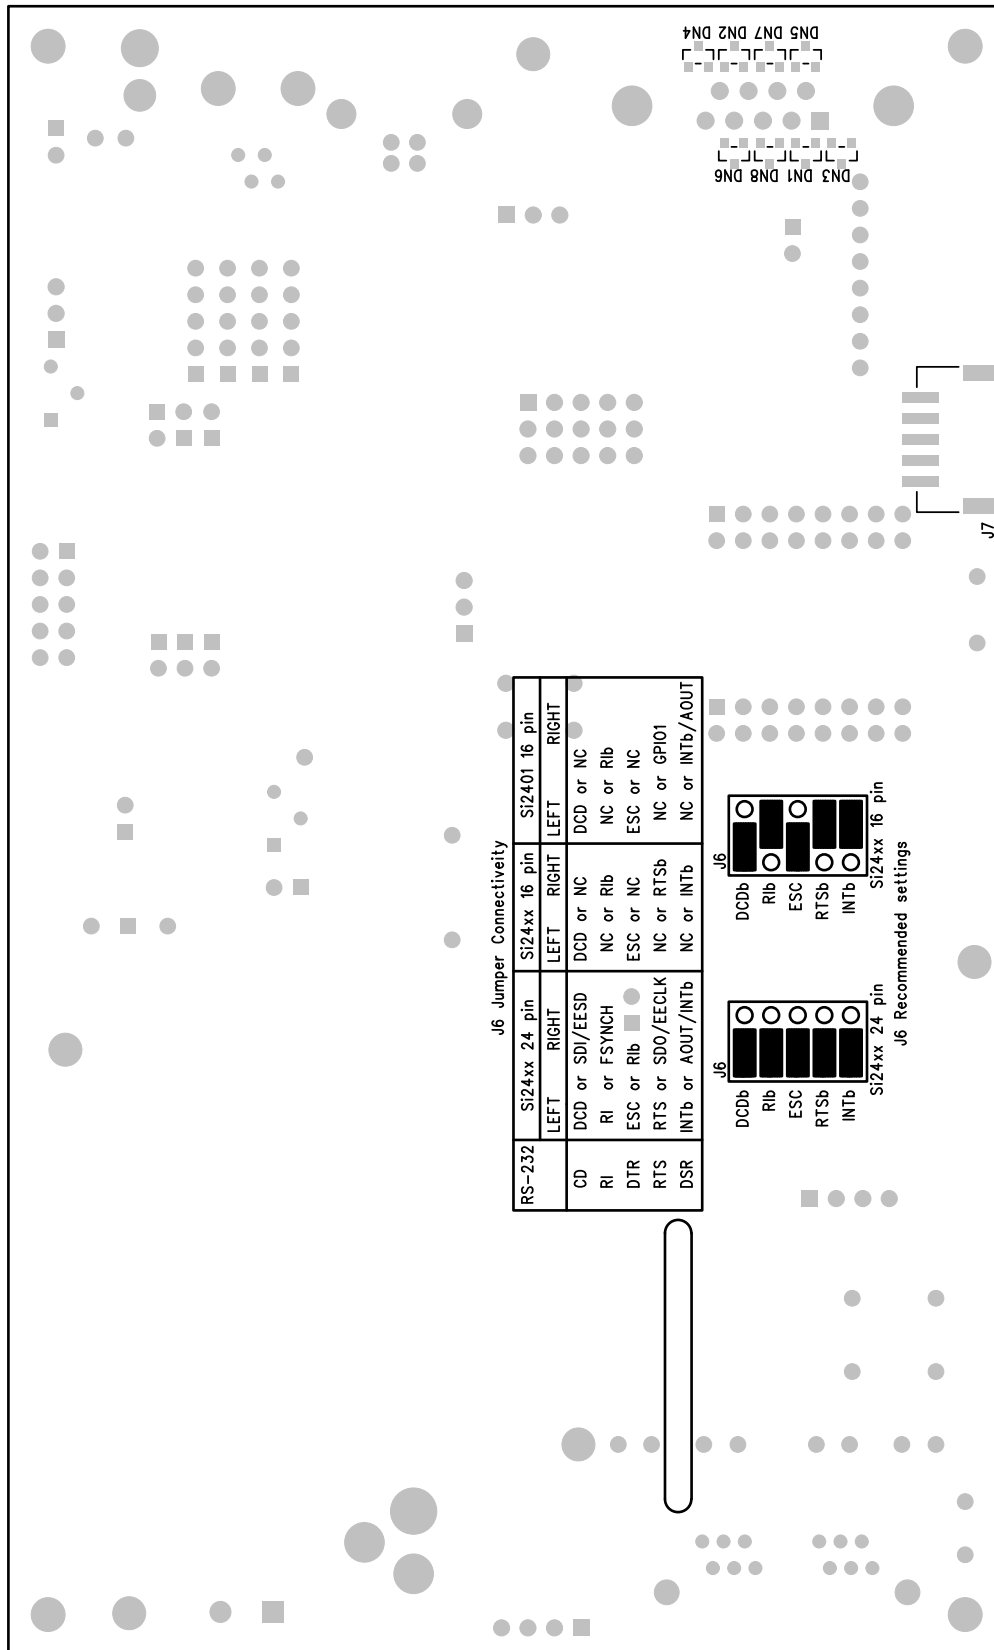 DN4 DN2 DN7 DN5
DN6 DN8 DN1 DN3
J7
J6 Jumper Connectiveity
RS-232 Si24xx 24 pin Si24xx 16 pin Si2401 16 pin
LEFT RIGHT LEFT RIGHT LEFT RIGHT
CD DCD or SDI/EESD DCD or NC DCD or NC
RI RI or FSYNCH NC or RIb NC or RIb
DTR ESC or RIb ESC or NC ESC or NC
RTS RTS or SDO/EECLK NC or RTSb NC or GPIO1
DSR INTb or AOUT/INTb NC or INTb NC or INTb/AOUT
J6
DCDb
RIb
ESC
RTSb
INTb
Si24xx 16 pin
J6
DCDb
RIb
ESC
RTSb
INTb
Si24xx 24 pin
J6 Recommended settings